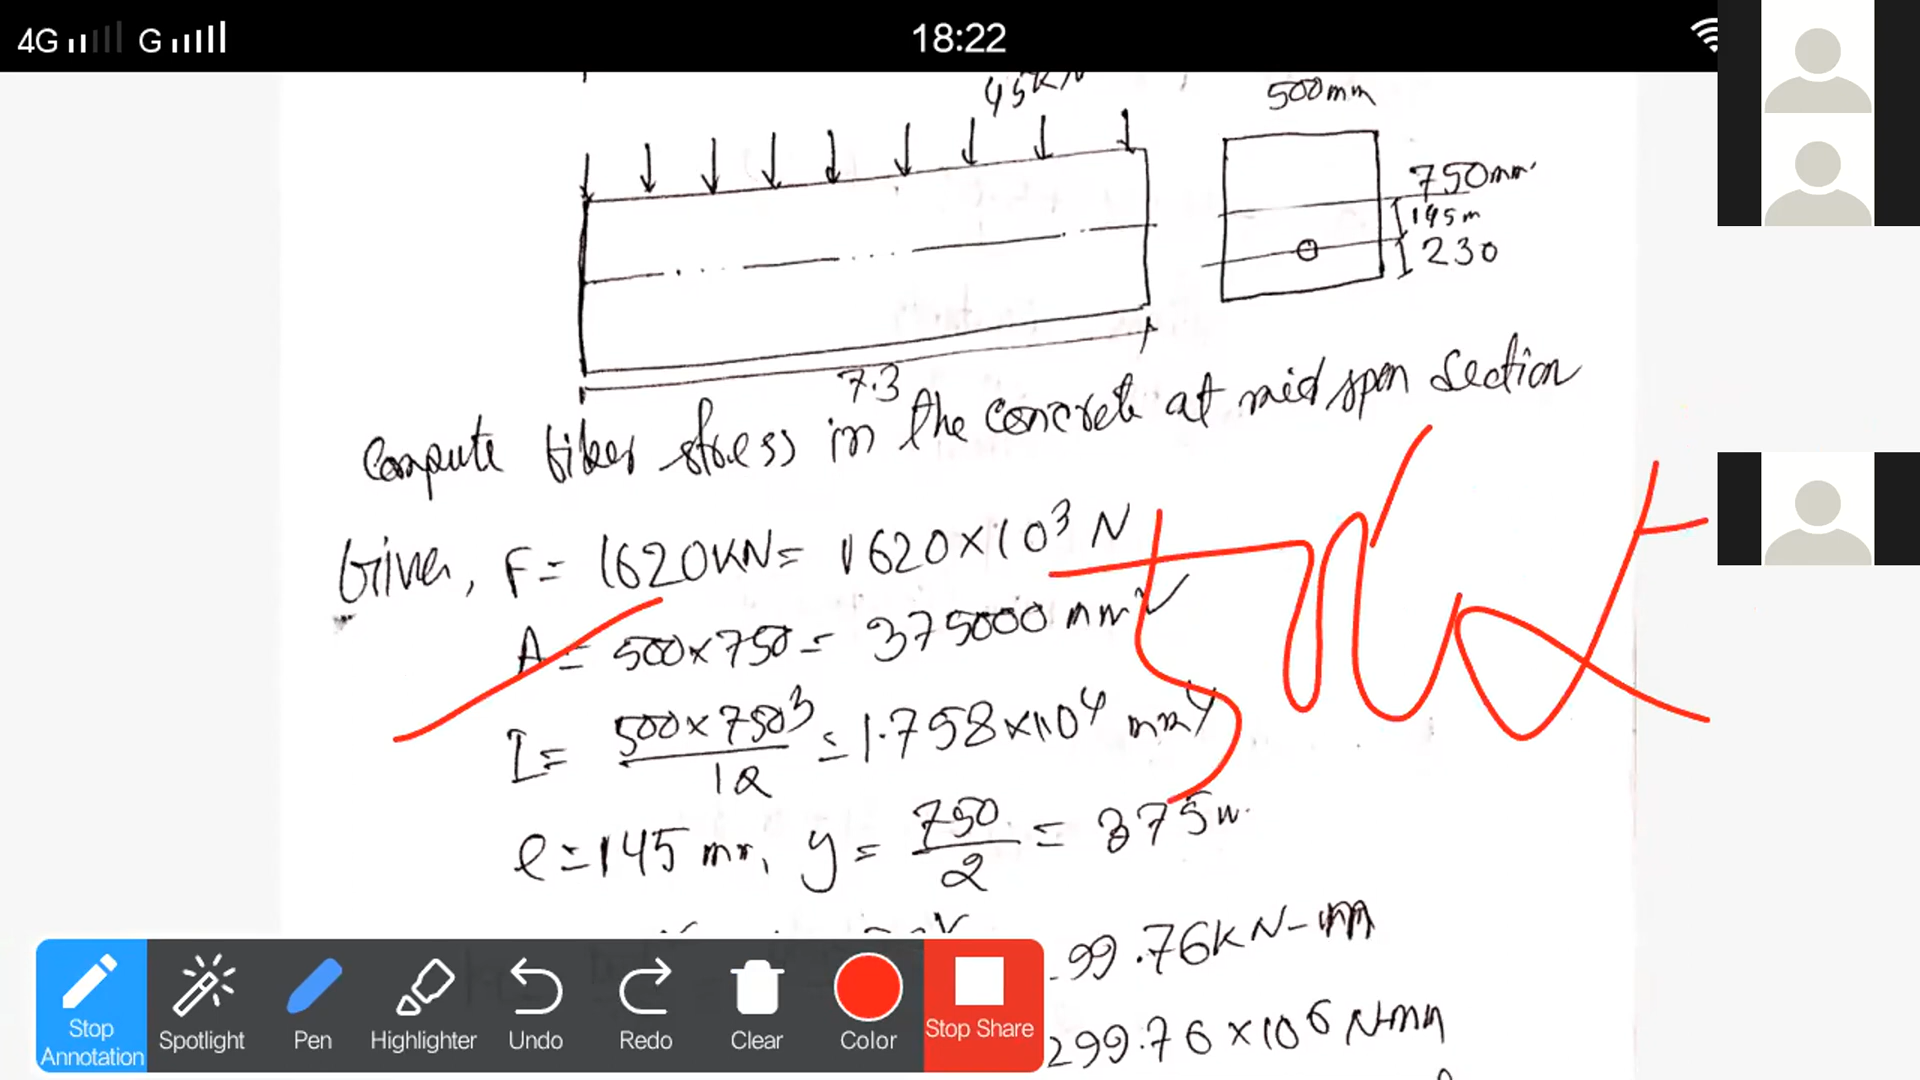 4G G 18:22
45KN
500mm
750mm
145m
230
7.3
Compute fiber stress in the concrete at mid span section
Given, F = 1620KN = 1620×10³ N
A = 500×750 = 375000 mm²
I = 500×750³ / 12 = 1.758×10⁴ mm⁴
e = 145 mm, y = 750 / 2 = 375
99.76KN-m
299.76 ×10⁶ N-mm
Stop Annotation
Spotlight
Pen
Highlighter
Undo
Redo
Clear
Color
Stop Share